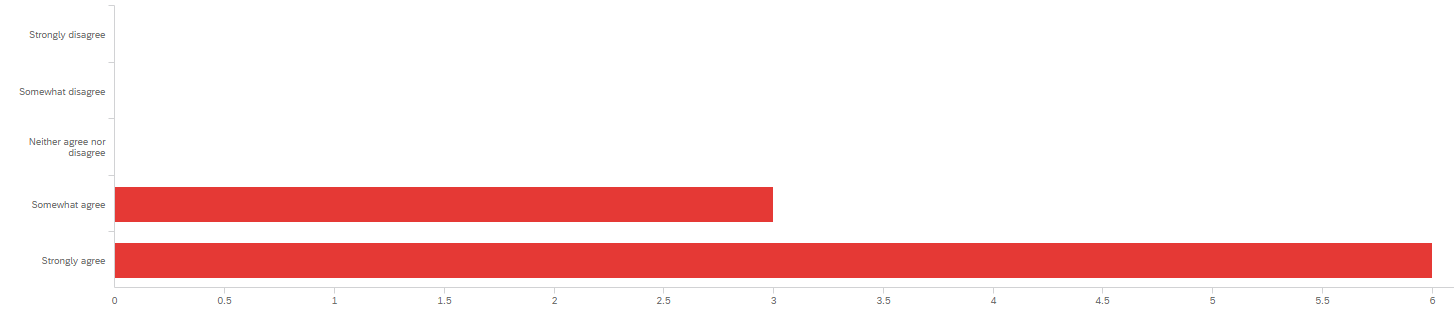 Strongly disagree
Somewhat disagree
Neither agree nor
disagree
Somewhat agree
Strongly agree
0 0.5 1 1.5 2 2.5 3 3.5 4 4.5 5 5.5 6